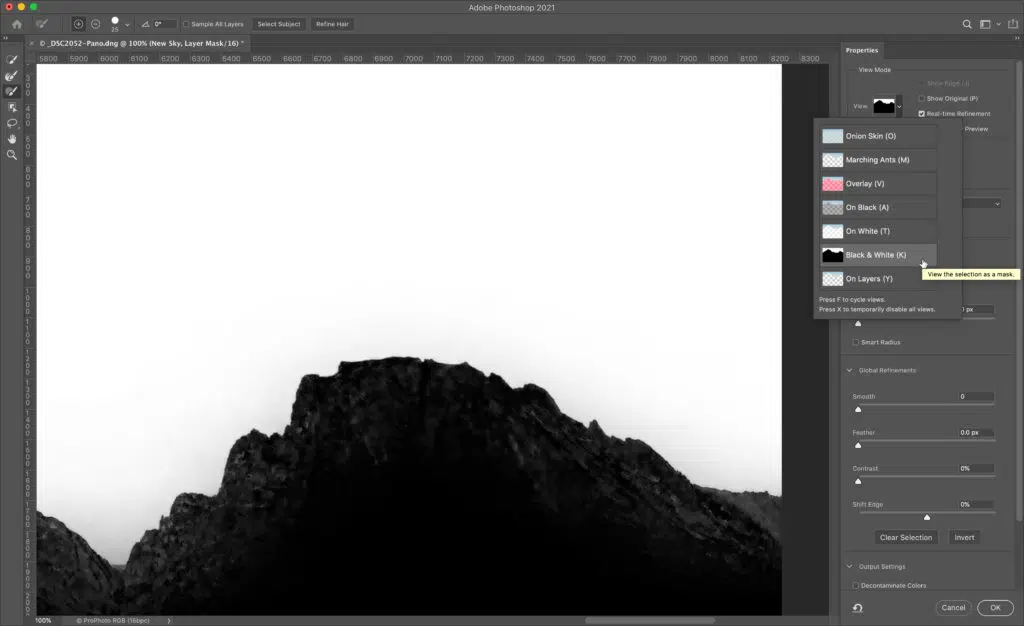 Adobe Photoshop 2021
25
0°
Sample All Layers
Select Subject
Refine Hair
© _DSC2052-Pano.dng @ 100% (New Sky, Layer Mask/16) *
5800 5900 6000 6100 6200 6300 6400 6500 6600 6700 6800 6900 7000 7100 7200 7300 7400 7500 7600 7700 7800 7900 8000 8100 8200 8300
Properties
View Mode
Show Edge (J)
View
Show Original (P)
Real-time Refinement
Preview
Onion Skin (O)
Marching Ants (M)
Overlay (V)
On Black (A)
On White (T)
Black & White (K)
View the selection as a mask.
On Layers (Y)
Press F to cycle views.
Press X to temporarily disable all views.
px
Smart Radius
Global Refinements
Smooth
0
Feather
0.0 px
Contrast
0%
Shift Edge
0%
Clear Selection
Invert
Output Settings
Decontaminate Colors
Cancel
OK
100%
© ProPhoto RGB (16bpc)